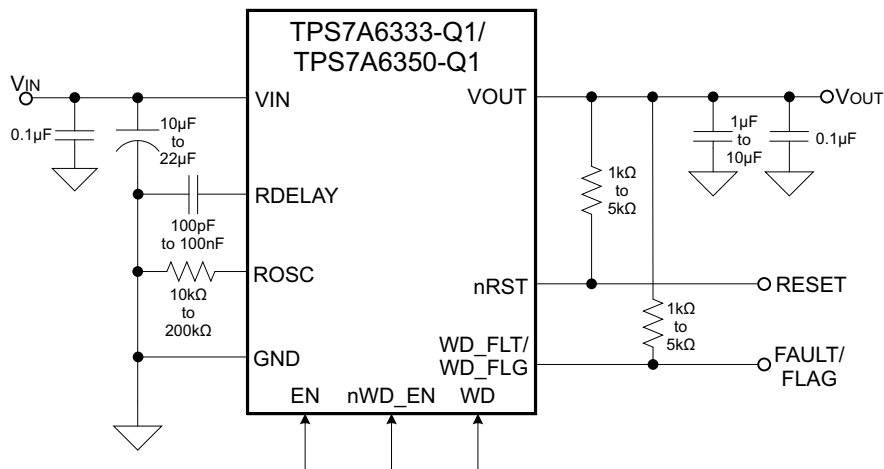 TPS7A6333-Q1/
TPS7A6350-Q1
VIN
VIN
VOUT
VOUT
0.1µF
10µF
to
22µF
1µF
to
10µF
0.1µF
1kΩ
to
5kΩ
RDELAY
100pF
to 100nF
ROSC
10kΩ
to
200kΩ
nRST
RESET
1kΩ
to
5kΩ
GND
WD_FLT/
WD_FLG
FAULT/
FLAG
EN
nWD_EN
WD